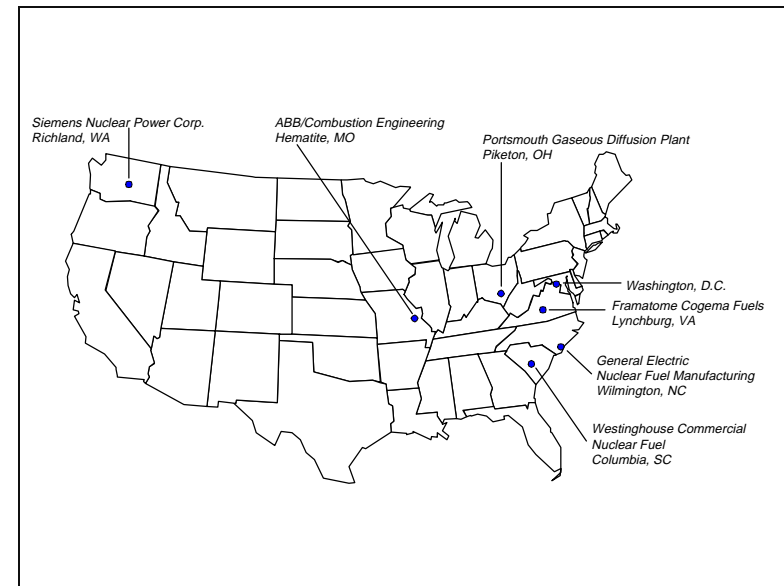 Siemens Nuclear Power Corp.
Richland, WA
ABB/Combustion Engineering
Hematite, MO
Portsmouth Gaseous Diffusion Plant
Piketon, OH
Washington, D.C.
Framatome Cogema Fuels
Lynchburg, VA
General Electric
Nuclear Fuel Manufacturing
Wilmington, NC
Westinghouse Commercial
Nuclear Fuel
Columbia, SC